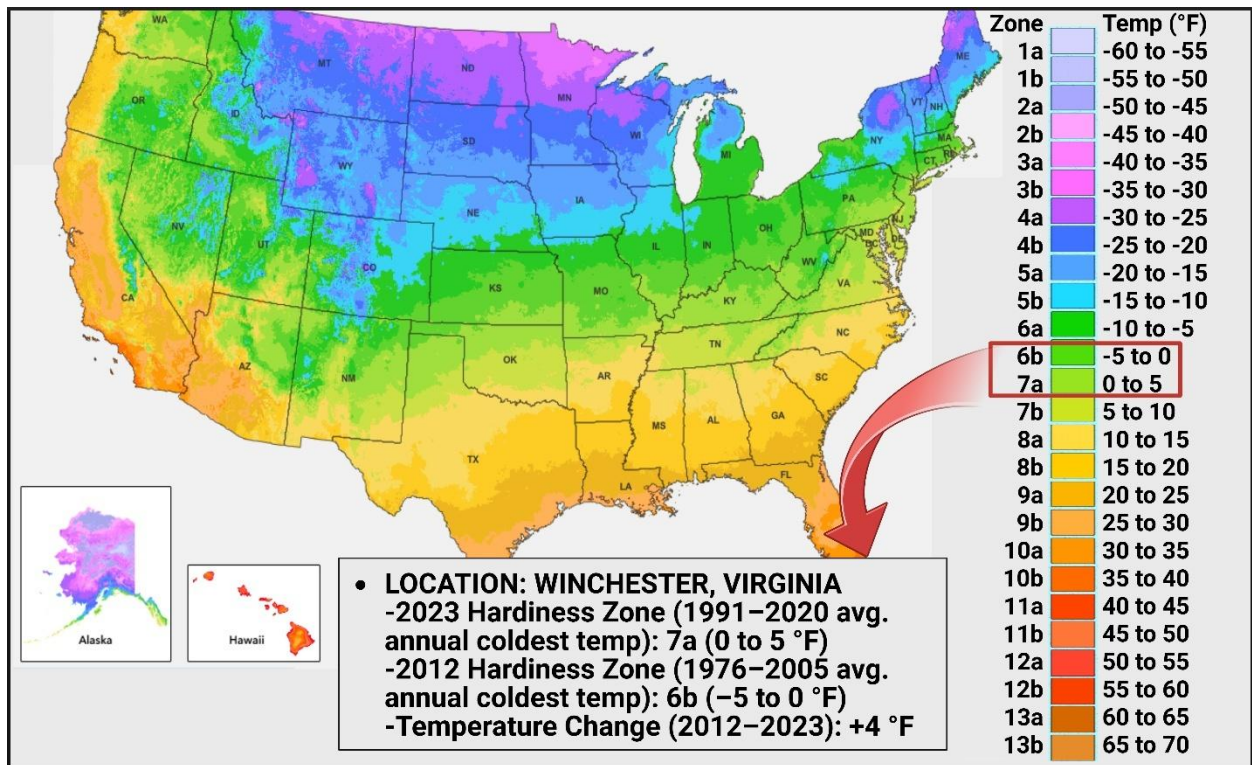 Zone Temp (°F)
1a -60 to -55
1b -55 to -50
2a -50 to -45
2b -45 to -40
3a -40 to -35
3b -35 to -30
4a -30 to -25
4b -25 to -20
5a -20 to -15
5b -15 to -10
6a -10 to -5
6b -5 to 0
7a 0 to 5
7b 5 to 10
8a 10 to 15
8b 15 to 20
9a 20 to 25
9b 25 to 30
10a 30 to 35
10b 35 to 40
11a 40 to 45
11b 45 to 50
12a 50 to 55
12b 55 to 60
13a 60 to 65
13b 65 to 70
WA
MT
ND
MN
ME
OR
ID
WY
SD
WI
MI
NY
VT
NH
MA
CT
RI
NV
UT
CO
NE
IA
IL
IN
OH
PA
NJ
MD
DE
DC
WV
VA
CA
KS
MO
KY
AZ
NM
OK
AR
TN
NC
SC
TX
LA
MS
AL
GA
FL
Alaska
Hawaii
• LOCATION: WINCHESTER, VIRGINIA
-2023 Hardiness Zone (1991–2020 avg.
annual coldest temp): 7a (0 to 5 °F)
-2012 Hardiness Zone (1976–2005 avg.
annual coldest temp): 6b (–5 to 0 °F)
-Temperature Change (2012–2023): +4 °F